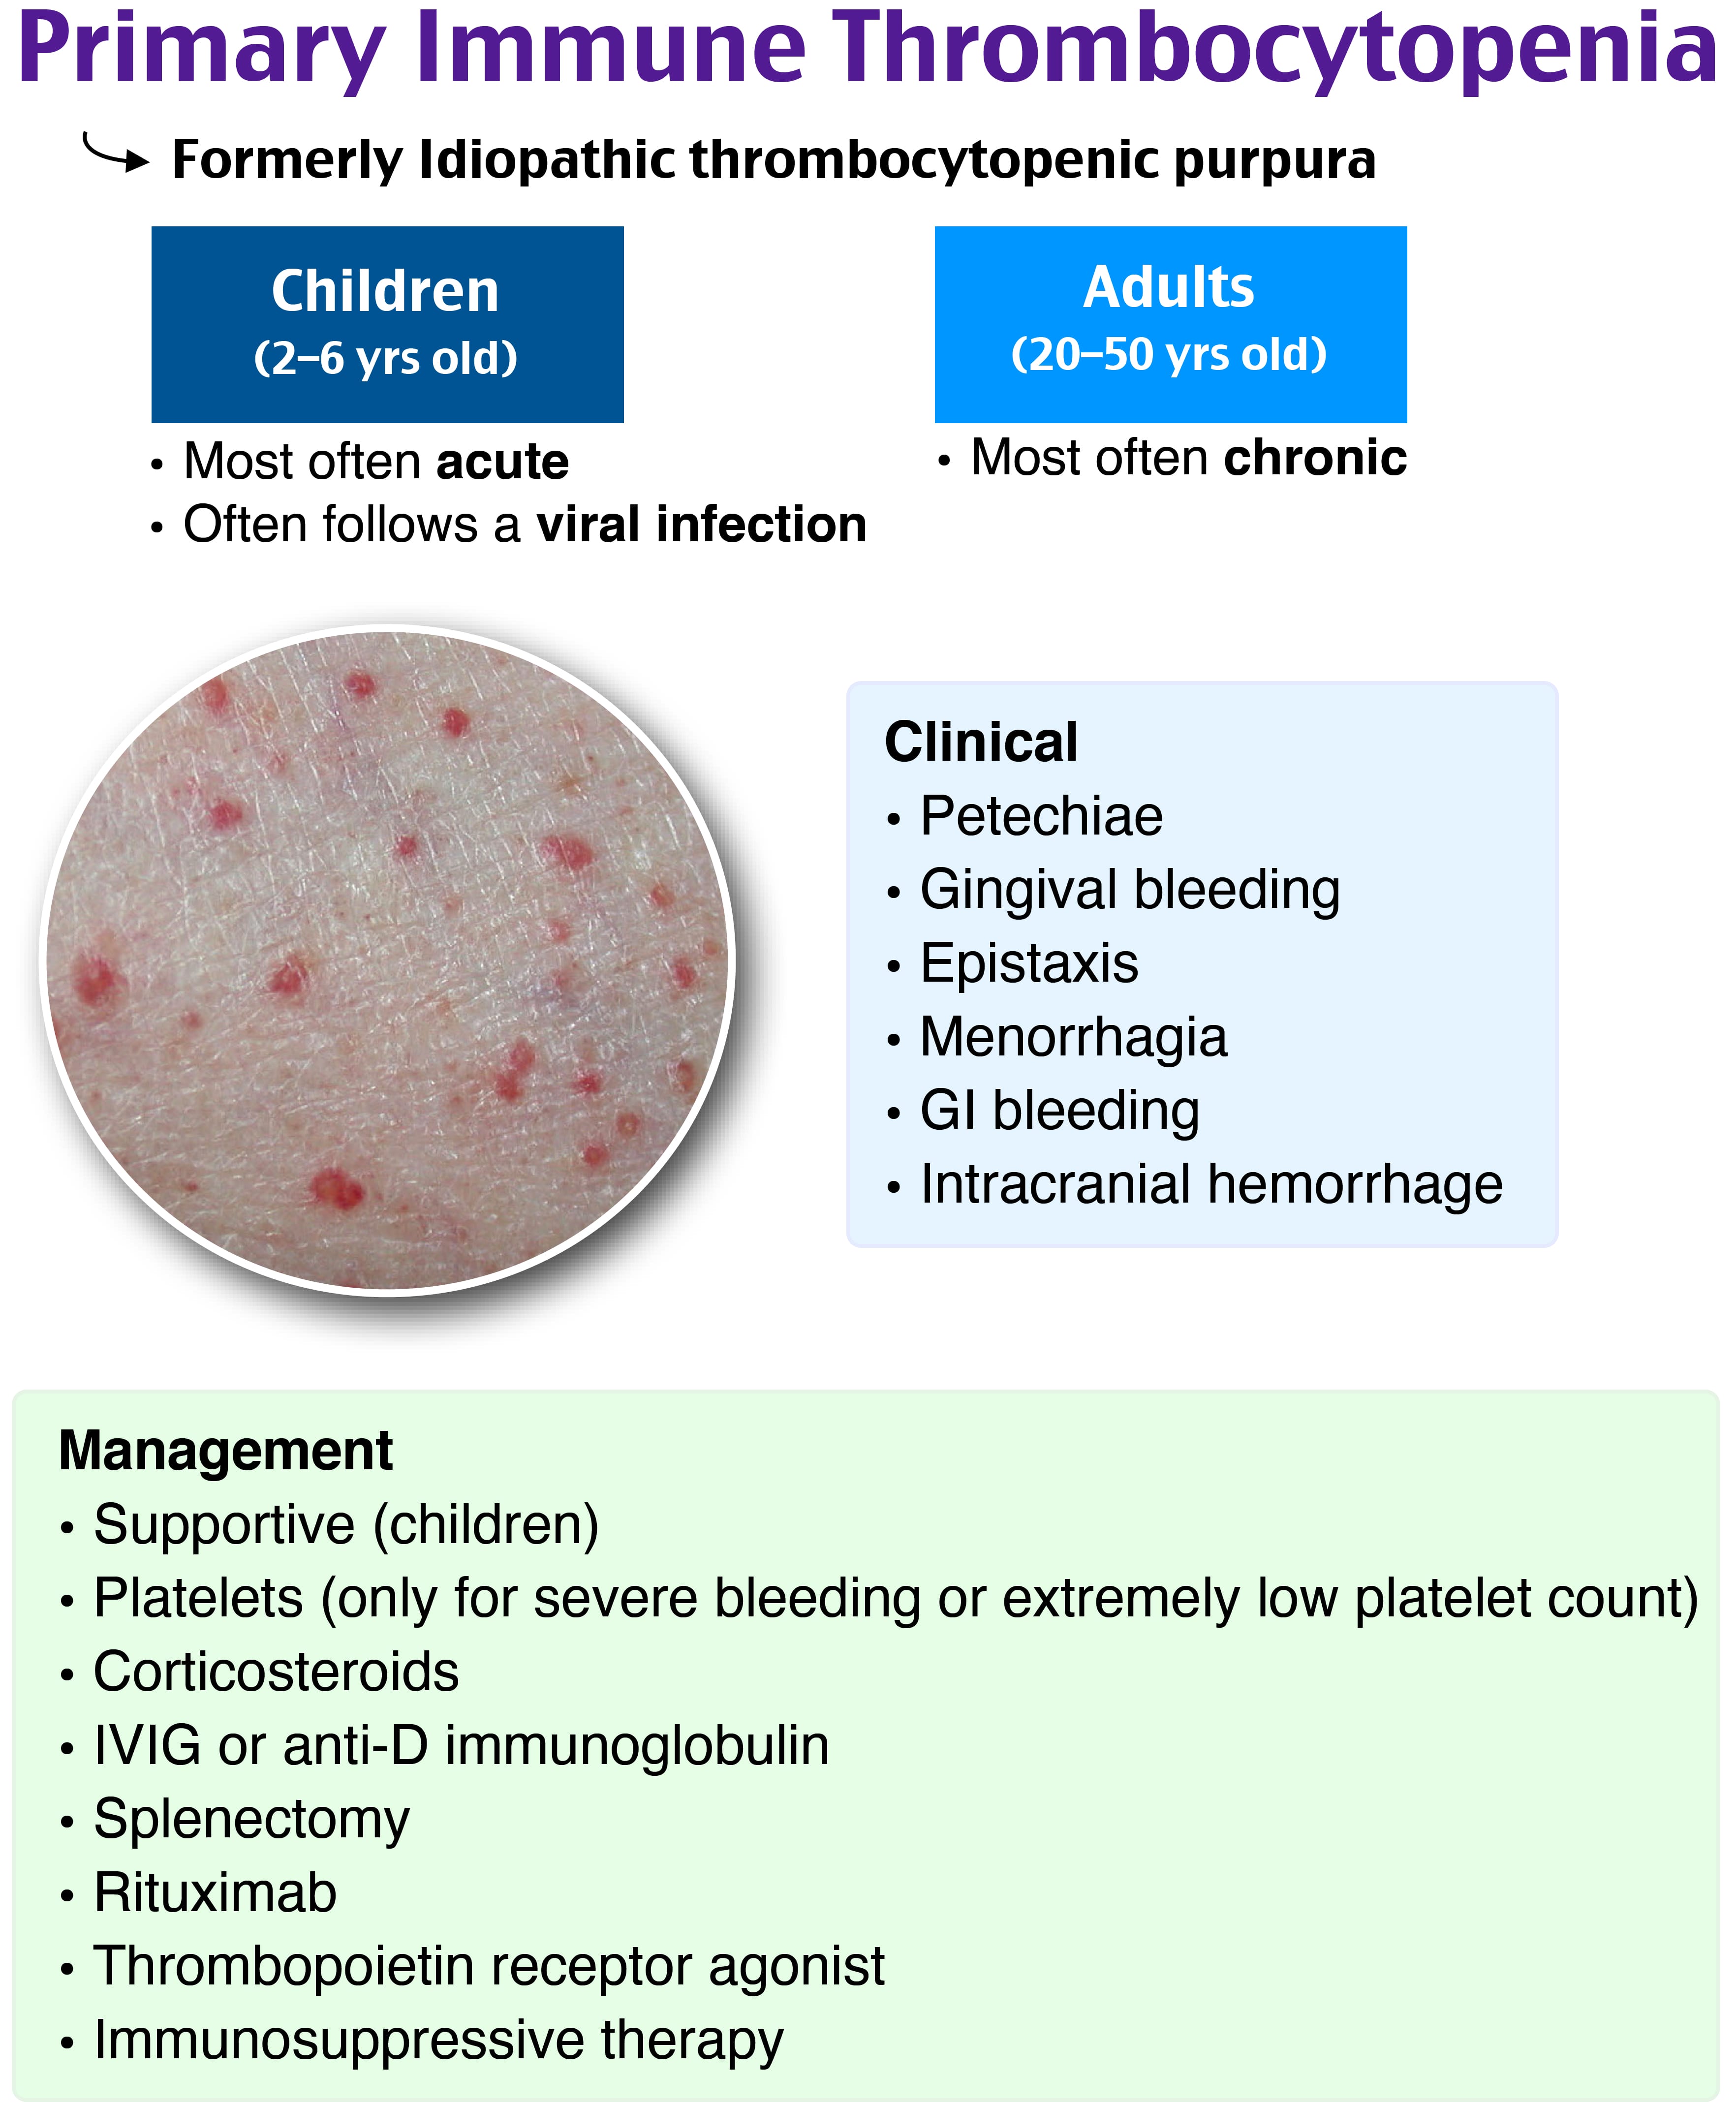 Primary Immune Thrombocytopenia
Formerly Idiopathic thrombocytopenic purpura
Children
(2–6 yrs old)
• Most often acute
• Often follows a viral infection
Adults
(20–50 yrs old)
• Most often chronic
Clinical
• Petechiae
• Gingival bleeding
• Epistaxis
• Menorrhagia
• GI bleeding
• Intracranial hemorrhage
Management
• Supportive (children)
• Platelets (only for severe bleeding or extremely low platelet count)
• Corticosteroids
• IVIG or anti-D immunoglobulin
• Splenectomy
• Rituximab
• Thrombopoietin receptor agonist
• Immunosuppressive therapy